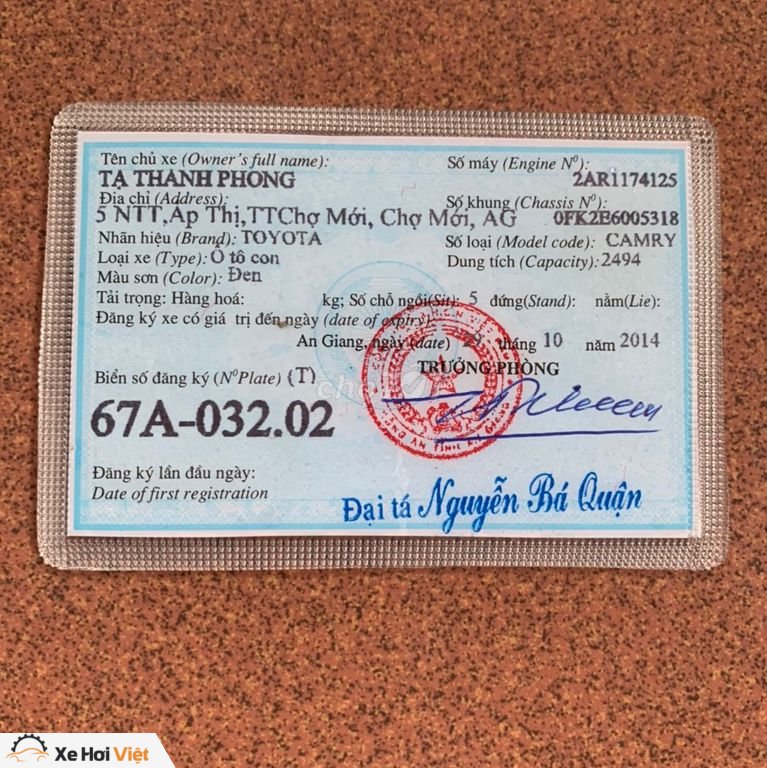 Tên chủ xe (Owner's full name):
Số máy (Engine Nº):
TẠ THANH PHONG
2AR1174125
Địa chỉ (Address):
Số khung (Chassis Nº):
5 NTT,Ấp Thị,TTChợ Mới, Chợ Mới, AG
0FK2E6005318
Nhãn hiệu (Brand): TOYOTA
Số loại (Model code): CAMRY
Loại xe (Type): Ô tô con
Dung tích (Capacity): 2494
Màu sơn (Color): Đen
Tải trọng: Hàng hoá: kg; Số chỗ ngồi(Sit): 5 đứng(Stand): nằm(Lie):
Đăng ký xe có giá trị đến ngày (date of expiry):
An Giang, ngày (date) tháng 10 năm 2014
Biển số đăng ký (NºPlate) (T)
TRƯỞNG PHÒNG
67A-032.02
Đăng ký lần đầu ngày:
Date of first registration
Đại tá Nguyễn Bá Quận
Xe Hơi Việt